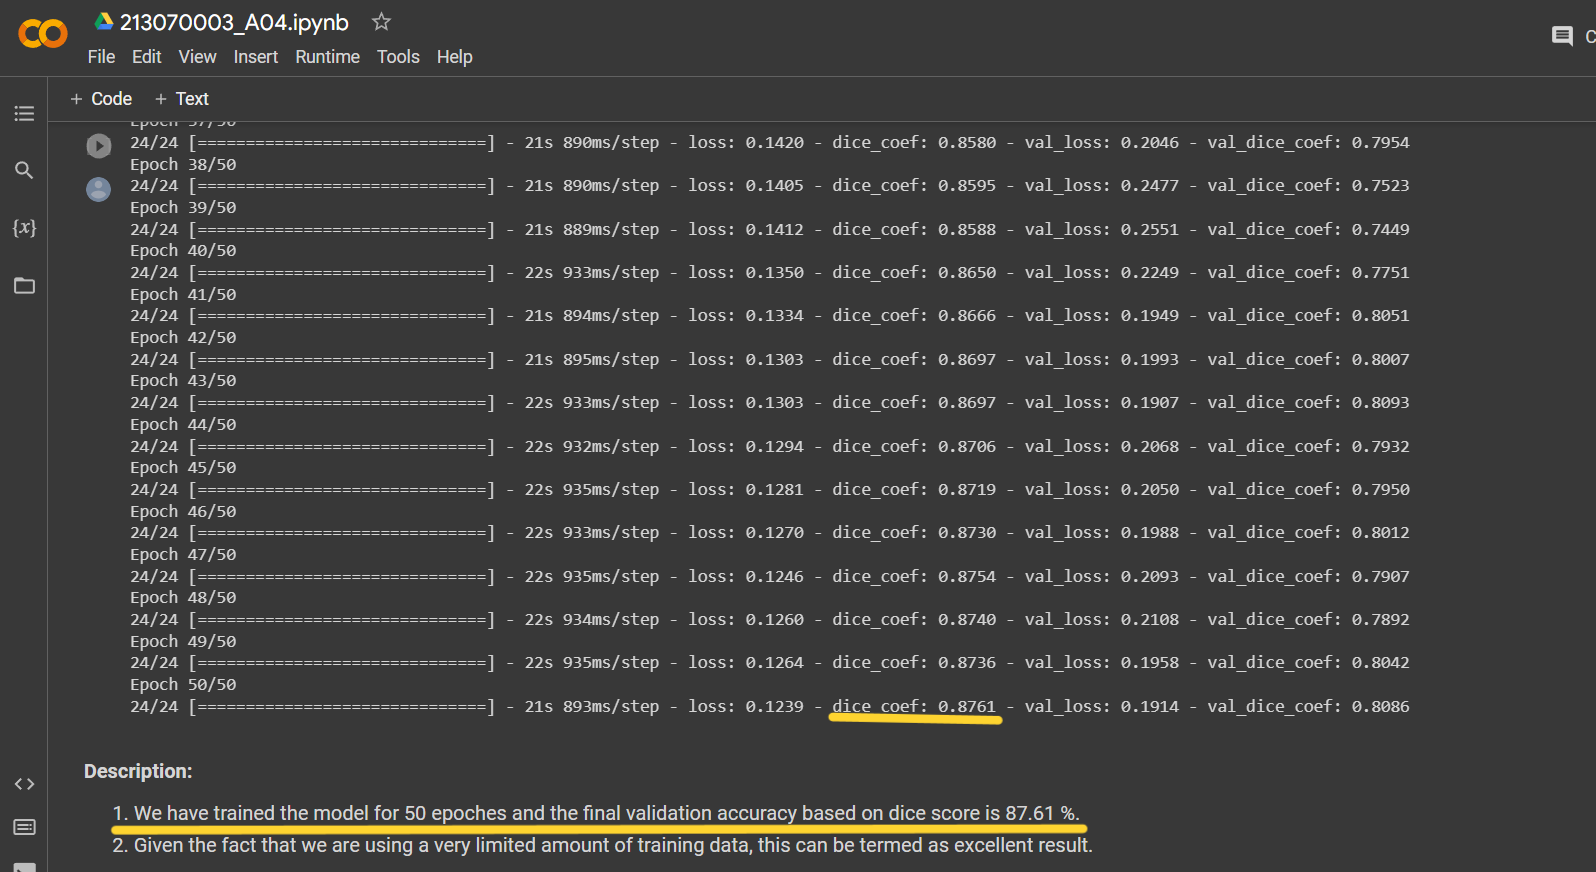 213070003_A04.ipynb
File Edit View Insert Runtime Tools Help
+ Code + Text
Epoch 37/50
24/24 [==============================] - 21s 890ms/step - loss: 0.1420 - dice_coef: 0.8580 - val_loss: 0.2046 - val_dice_coef: 0.7954
Epoch 38/50
24/24 [==============================] - 21s 890ms/step - loss: 0.1405 - dice_coef: 0.8595 - val_loss: 0.2477 - val_dice_coef: 0.7523
Epoch 39/50
24/24 [==============================] - 21s 889ms/step - loss: 0.1412 - dice_coef: 0.8588 - val_loss: 0.2551 - val_dice_coef: 0.7449
Epoch 40/50
24/24 [==============================] - 22s 933ms/step - loss: 0.1350 - dice_coef: 0.8650 - val_loss: 0.2249 - val_dice_coef: 0.7751
Epoch 41/50
24/24 [==============================] - 21s 894ms/step - loss: 0.1334 - dice_coef: 0.8666 - val_loss: 0.1949 - val_dice_coef: 0.8051
Epoch 42/50
24/24 [==============================] - 21s 895ms/step - loss: 0.1303 - dice_coef: 0.8697 - val_loss: 0.1993 - val_dice_coef: 0.8007
Epoch 43/50
24/24 [==============================] - 22s 933ms/step - loss: 0.1303 - dice_coef: 0.8697 - val_loss: 0.1907 - val_dice_coef: 0.8093
Epoch 44/50
24/24 [==============================] - 22s 932ms/step - loss: 0.1294 - dice_coef: 0.8706 - val_loss: 0.2068 - val_dice_coef: 0.7932
Epoch 45/50
24/24 [==============================] - 22s 935ms/step - loss: 0.1281 - dice_coef: 0.8719 - val_loss: 0.2050 - val_dice_coef: 0.7950
Epoch 46/50
24/24 [==============================] - 22s 933ms/step - loss: 0.1270 - dice_coef: 0.8730 - val_loss: 0.1988 - val_dice_coef: 0.8012
Epoch 47/50
24/24 [==============================] - 22s 935ms/step - loss: 0.1246 - dice_coef: 0.8754 - val_loss: 0.2093 - val_dice_coef: 0.7907
Epoch 48/50
24/24 [==============================] - 22s 934ms/step - loss: 0.1260 - dice_coef: 0.8740 - val_loss: 0.2108 - val_dice_coef: 0.7892
Epoch 49/50
24/24 [==============================] - 22s 935ms/step - loss: 0.1264 - dice_coef: 0.8736 - val_loss: 0.1958 - val_dice_coef: 0.8042
Epoch 50/50
24/24 [==============================] - 21s 893ms/step - loss: 0.1239 - dice_coef: 0.8761 - val_loss: 0.1914 - val_dice_coef: 0.8086
Description:
1. We have trained the model for 50 epoches and the final validation accuracy based on dice score is 87.61 %.
2. Given the fact that we are using a very limited amount of training data, this can be termed as excellent result.